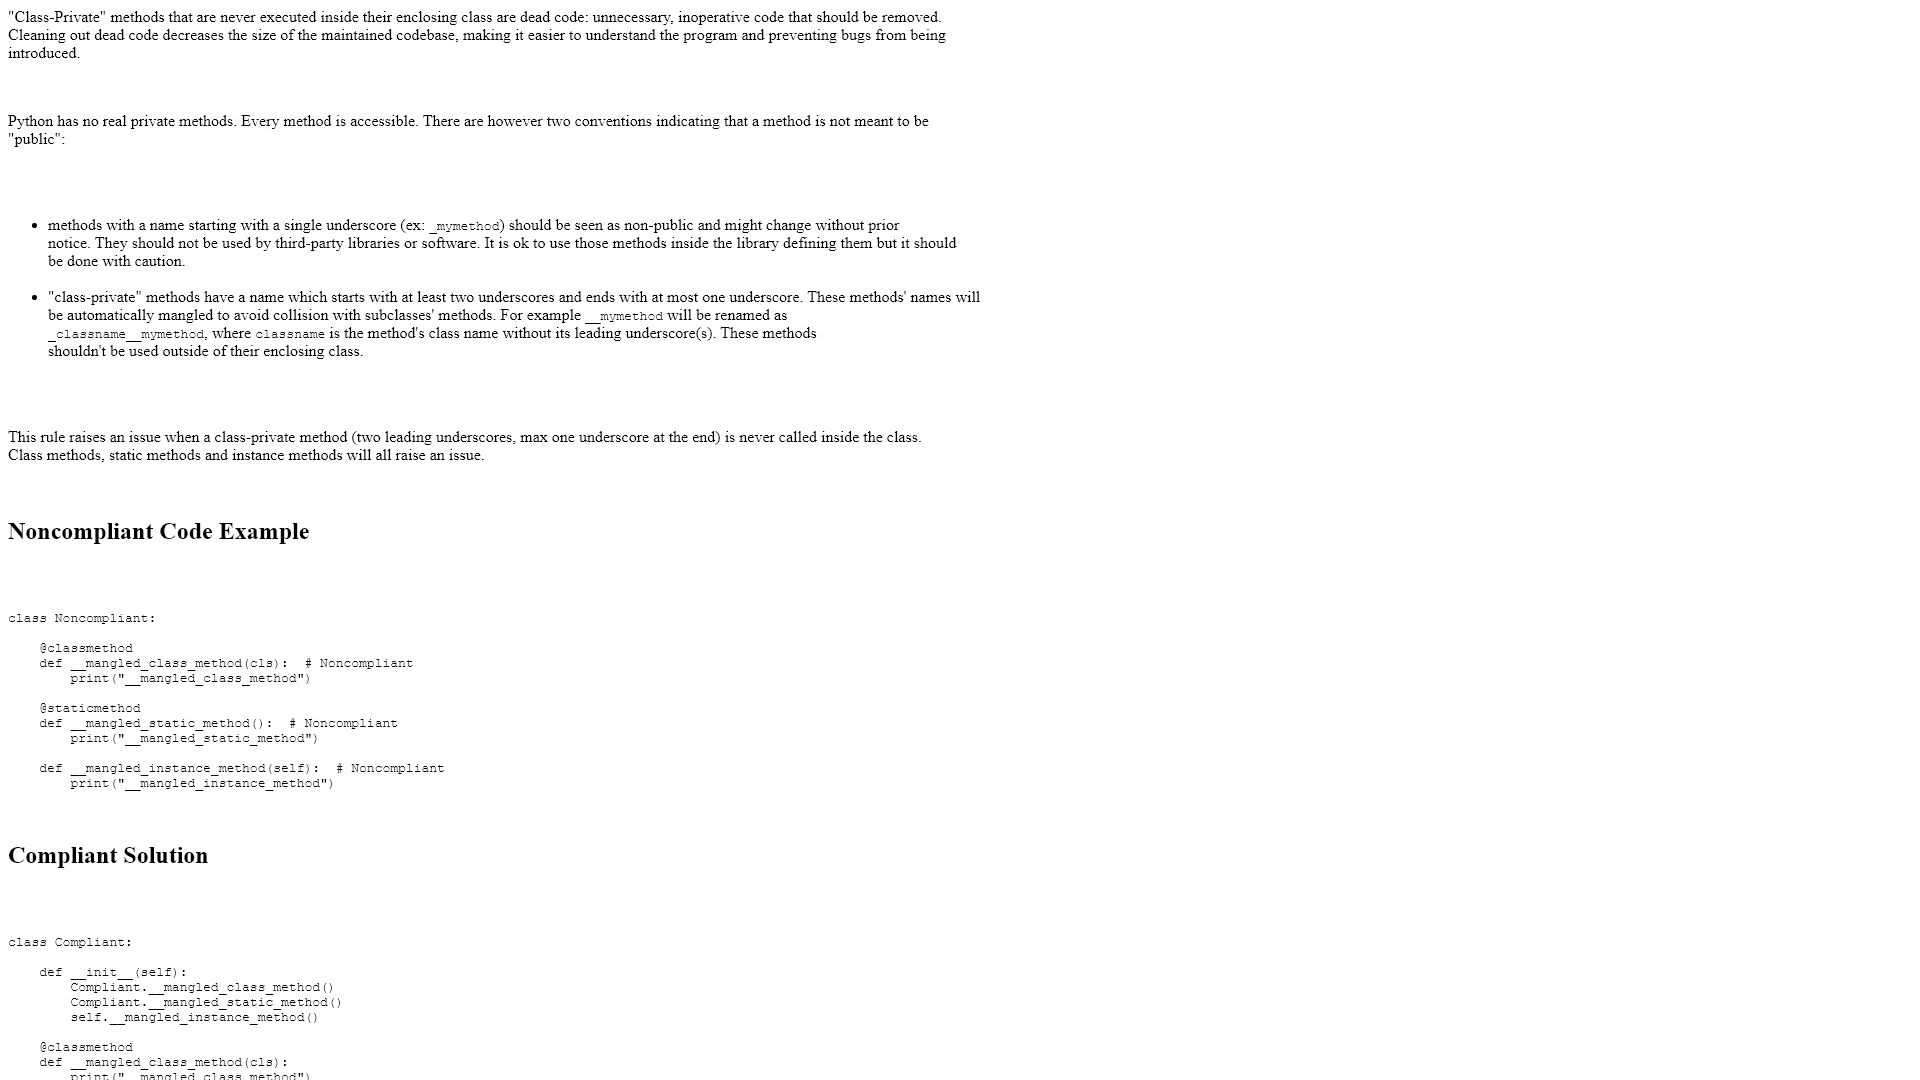 "Class-Private" methods that are never executed inside their enclosing class are dead code: unnecessary, inoperative code that should be removed.
Cleaning out dead code decreases the size of the maintained codebase, making it easier to understand the program and preventing bugs from being
introduced.
Python has no real private methods. Every method is accessible. There are however two conventions indicating that a method is not meant to be
"public":
• methods with a name starting with a single underscore (ex: _mymethod) should be seen as non-public and might change without prior
notice. They should not be used by third-party libraries or software. It is ok to use those methods inside the library defining them but it should
be done with caution.
• "class-private" methods have a name which starts with at least two underscores and ends with at most one underscore. These methods' names will
be automatically mangled to avoid collision with subclasses' methods. For example __mymethod will be renamed as
_classname__mymethod, where classname is the method's class name without its leading underscore(s). These methods
shouldn't be used outside of their enclosing class.
This rule raises an issue when a class-private method (two leading underscores, max one underscore at the end) is never called inside the class.
Class methods, static methods and instance methods will all raise an issue.
Noncompliant Code Example
class Noncompliant:
    @classmethod
    def __mangled_class_method(cls):  # Noncompliant
        print("__mangled_class_method")
    @staticmethod
    def __mangled_static_method():  # Noncompliant
        print("__mangled_static_method")
    def __mangled_instance_method(self):  # Noncompliant
        print("__mangled_instance_method")
Compliant Solution
class Compliant:
    def __init__(self):
        Compliant.__mangled_class_method()
        Compliant.__mangled_static_method()
        self.__mangled_instance_method()
    @classmethod
    def __mangled_class_method(cls):
        print("__mangled_class_method")